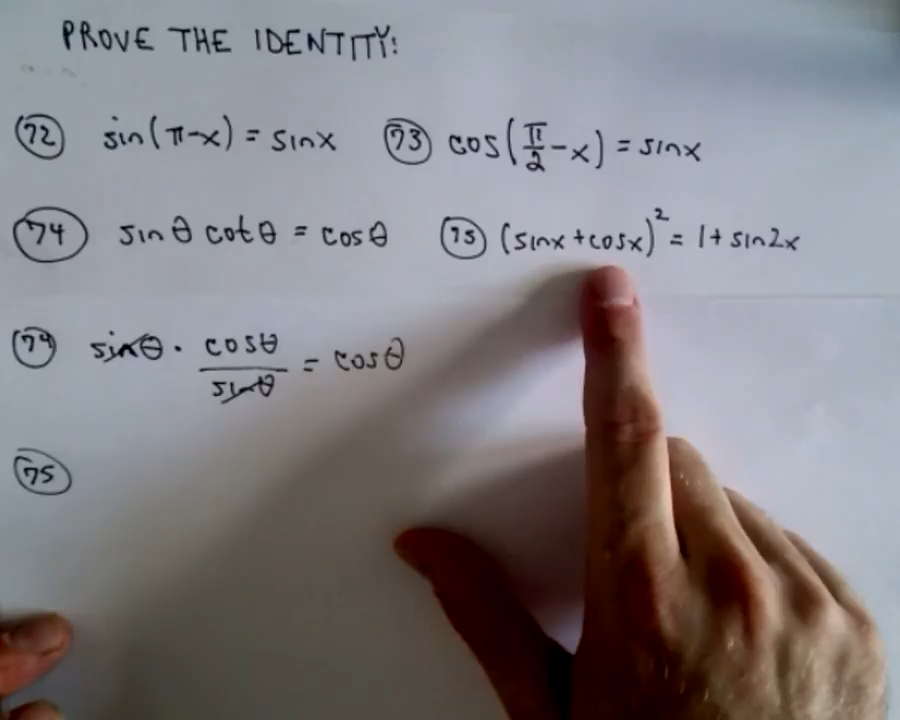 PROVE THE IDENTITY:
72 sin(π-x) = sinx 73 cos(π/2-x) = sinx
74 sinθ cotθ = cosθ 75 (sinx+cosx)² = 1+sin2x
74 sinθ · cosθ/sinθ = cosθ
75